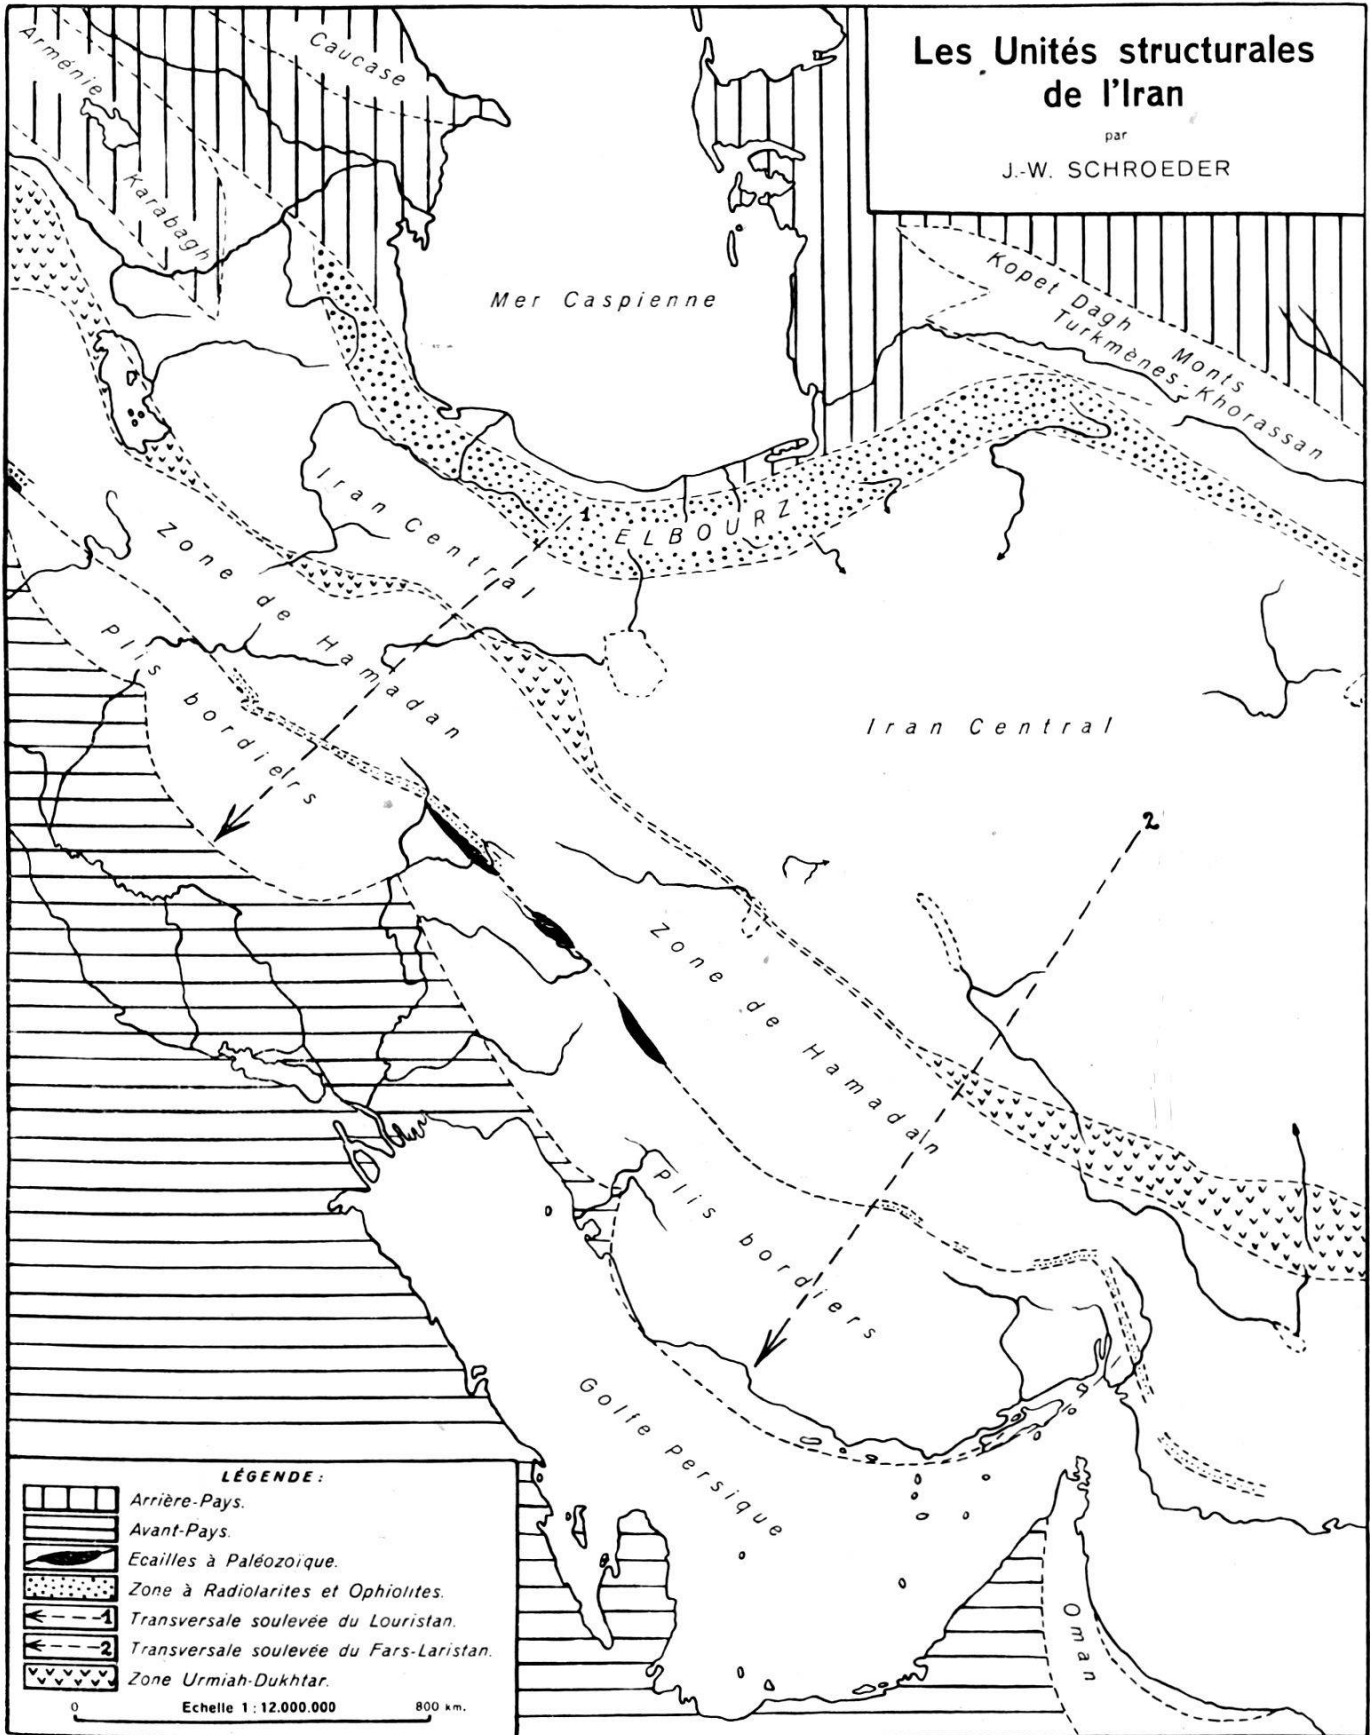 Les Unités structurales
de l'Iran
par
J.-W. SCHROEDER
Caucase
Arménie
Karabagh
Mer Caspienne
Kopet Dagh Monts
Turkmènes-Khorassan
Iran Central
1
ELBOURZ
Zone de Hamadan
Plis bordiers
Iran Central
2
Zone de Hamadan
Plis bordiers
Golfe Persique
Oman
LÉGENDE:
Arrière-Pays.
Avant-Pays.
Ecailles à Paléozoïque.
Zone à Radiolarites et Ophiolites.
1 Transversale soulevée du Louristan.
2 Transversale soulevée du Fars-Laristan.
Zone Urmiah-Dukhtar.
0 Echelle 1:12.000.000 800 km.